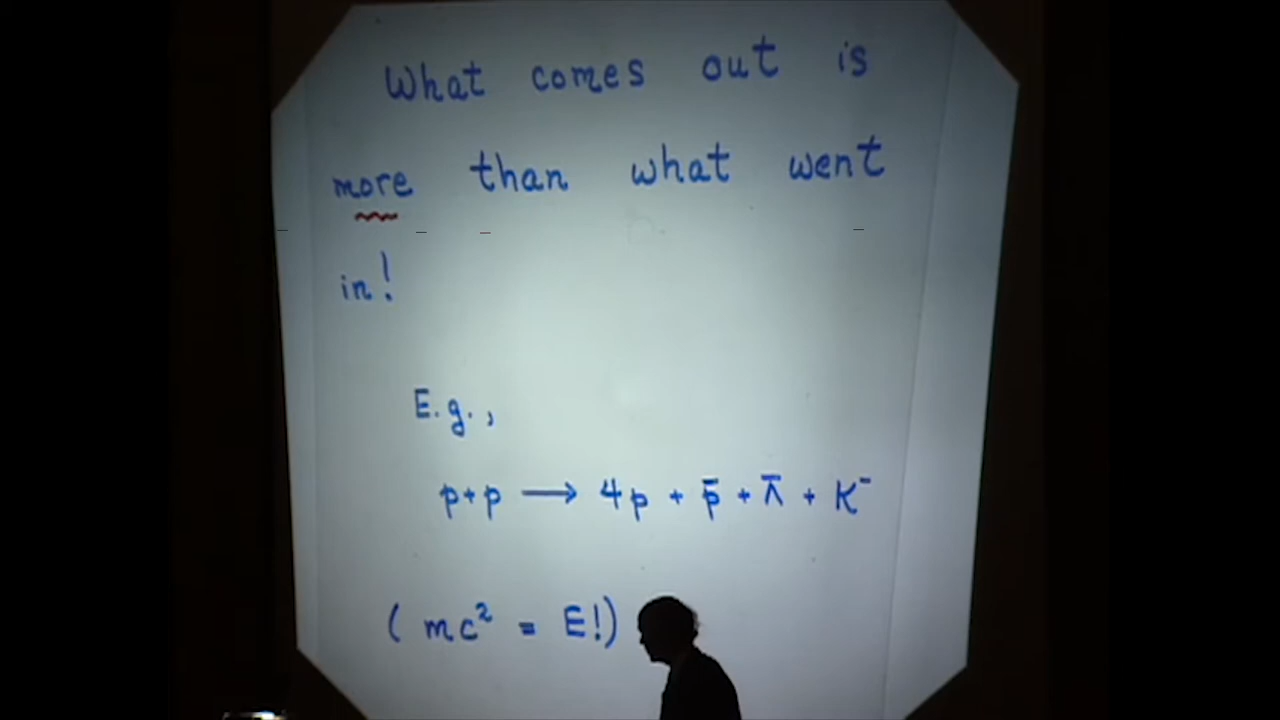 What comes out is
more than what went
in!
E.g.,
p+p → 4p + p̄ + Λ̄ + K⁻
( mc² = E!)